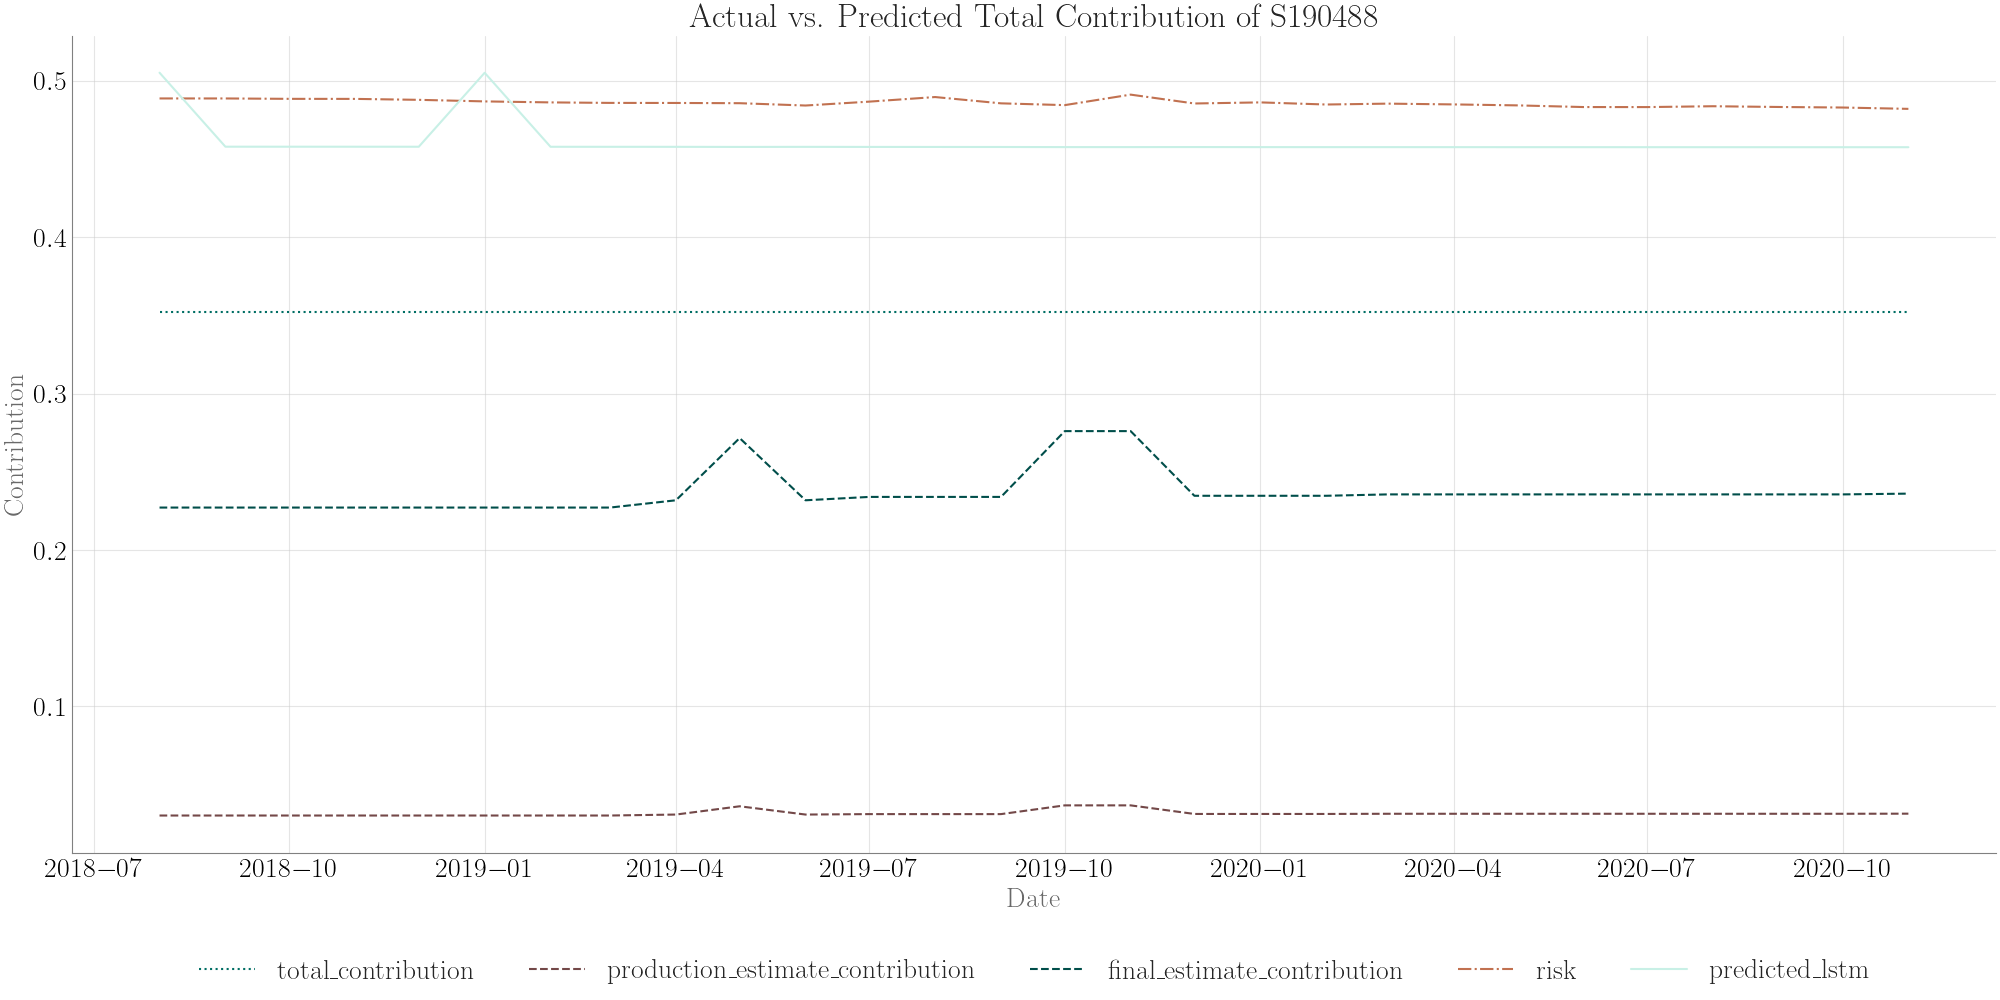 Actual vs. Predicted Total Contribution of S190488
0.5
0.4
0.3
0.2
0.1
Contribution
2018−07 2018−10 2019−01 2019−04 2019−07 2019−10 2020−01 2020−04 2020−07 2020−10
Date
total_contribution production_estimate_contribution final_estimate_contribution risk predicted_lstm